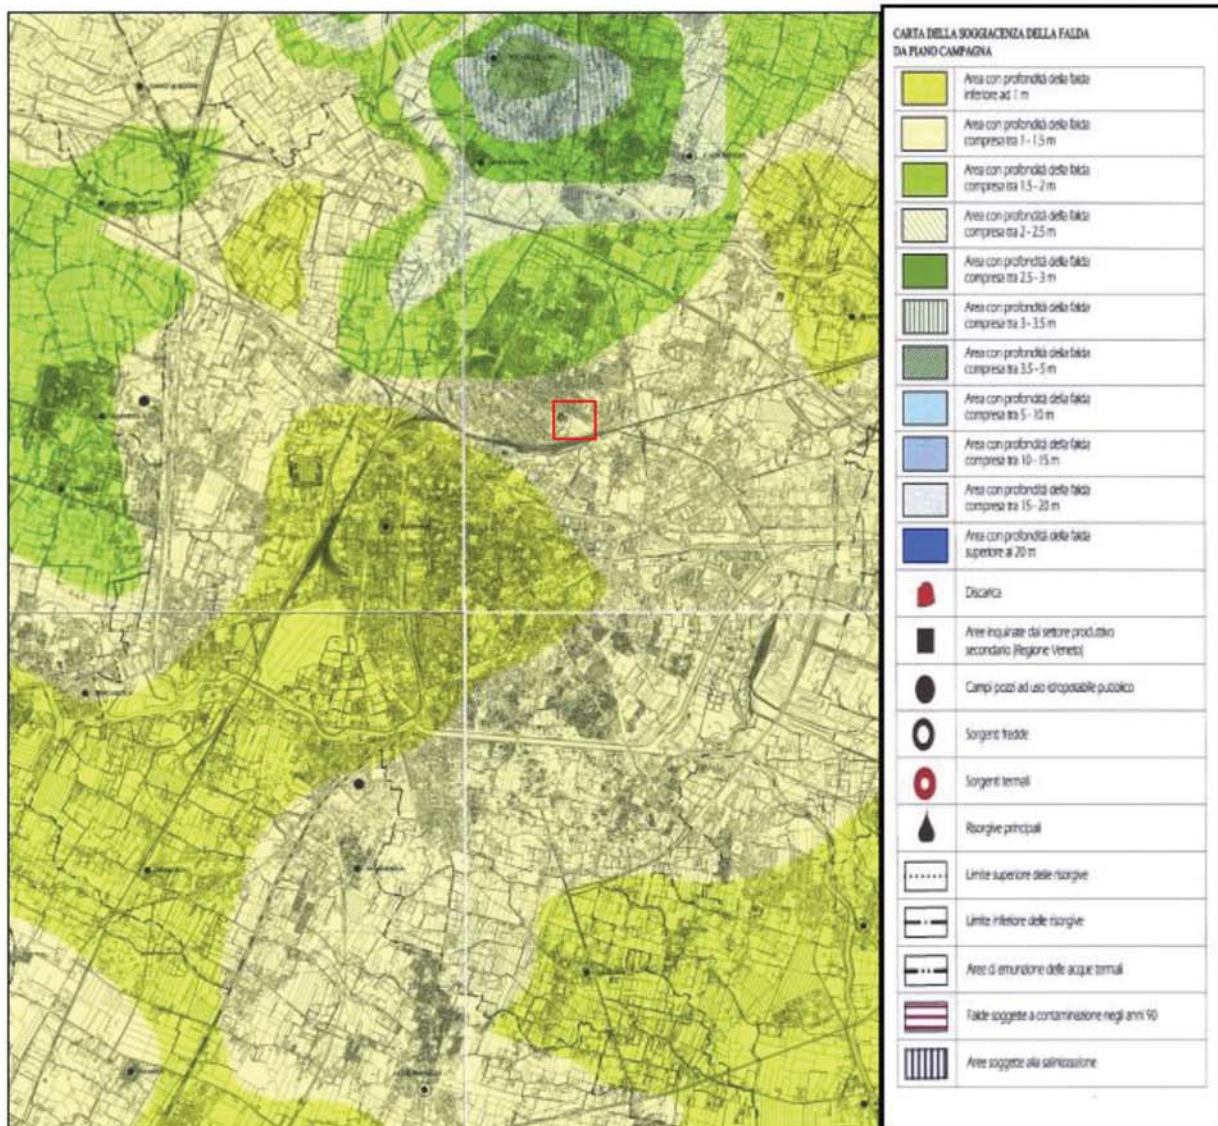 CARTA DELLA SOGGIACENZA DELLA FALDA
DA PIANO CAMPAGNA
Area con profondità della falda
inferiore ad 1 m
Area con profondità della falda
compresa tra 1 - 1.5 m
Area con profondità della falda
compresa tra 1.5 - 2 m
Area con profondità della falda
compresa tra 2 - 2.5 m
Area con profondità della falda
compresa tra 2.5 - 3 m
Area con profondità della falda
compresa tra 3 - 3.5 m
Area con profondità della falda
compresa tra 3.5 - 5 m
Area con profondità della falda
compresa tra 5 - 10 m
Area con profondità della falda
compresa tra 10 - 15 m
Area con profondità della falda
compresa tra 15 - 20 m
Area con profondità della falda
superiore ai 20 m
Discarica
Aree inquinate dal settore produttivo
secondario (Regione Veneto)
Campi pozzi ad uso idropotabile pubblico
Sorgenti fredde
Sorgenti termali
Risorgive principali
Limite superiore delle risorgive
Limite inferiore delle risorgive
Aree di emunzione delle acque termali
Falde soggette a contaminazione negli anni 90
Aree soggette alla salinizzazione